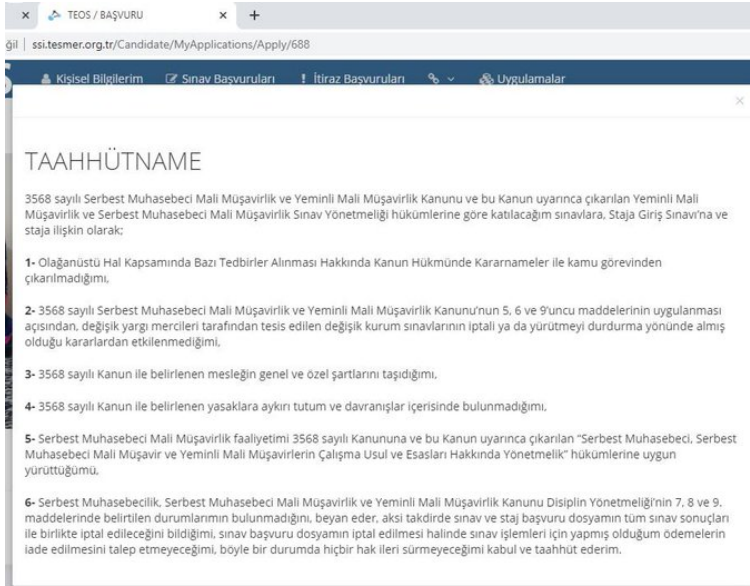 TEOS / BAŞVURU
ssi.tesmer.org.tr/Candidate/MyApplications/Apply/688
Kişisel Bilgilerim Sınav Başvuruları İtiraz Başvuruları Uygulamalar
TAAHHÜTNAME
3568 sayılı Serbest Muhasebeci Mali Müşavirlik ve Yeminli Mali Müşavirlik Kanunu ve bu Kanun uyarınca çıkarılan Yeminli Mali
Müşavirlik ve Serbest Muhasebeci Mali Müşavirlik Sınav Yönetmeliği hükümlerine göre katılacağım sınavlara, Staja Giriş Sınavı'na ve
staja ilişkin olarak;
1- Olağanüstü Hal Kapsamında Bazı Tedbirler Alınması Hakkında Kanun Hükmünde Kararnameler ile kamu görevinden
çıkarılmadığımı,
2- 3568 sayılı Serbest Muhasebeci Mali Müşavirlik ve Yeminli Mali Müşavirlik Kanunu'nun 5, 6 ve 9'uncu maddelerinin uygulanması
açısından, değişik yargı mercileri tarafından tesis edilen değişik kurum sınavlarının iptali ya da yürütmeyi durdurma yönünde almış
olduğu kararlardan etkilenmediğimi,
3- 3568 sayılı Kanun ile belirlenen mesleğin genel ve özel şartlarını taşıdığımı,
4- 3568 sayılı Kanun ile belirlenen yasaklara aykırı tutum ve davranışlar içerisinde bulunmadığımı,
5- Serbest Muhasebeci Mali Müşavirlik faaliyetimi 3568 sayılı Kanununa ve bu Kanun uyarınca çıkarılan "Serbest Muhasebeci, Serbest
Muhasebeci Mali Müşavir ve Yeminli Mali Müşavirlerin Çalışma Usul ve Esasları Hakkında Yönetmelik" hükümlerine uygun
yürüttüğümü,
6- Serbest Muhasebecilik, Serbest Muhasebeci Mali Müşavirlik ve Yeminli Mali Müşavirlik Kanunu Disiplin Yönetmeliği'nin 7, 8 ve 9.
maddelerinde belirtilen durumlarımın bulunmadığını, beyan eder, aksi takdirde sınav ve staj başvuru dosyamın tüm sınav sonuçları
ile birlikte iptal edileceğini bildiğimi, sınav başvuru dosyamın iptal edilmesi halinde sınav işlemleri için yapmış olduğum ödemelerin
iade edilmesini talep etmeyeceğimi, böyle bir durumda hiçbir hak ileri sürmeyeceğimi kabul ve taahhüt ederim.